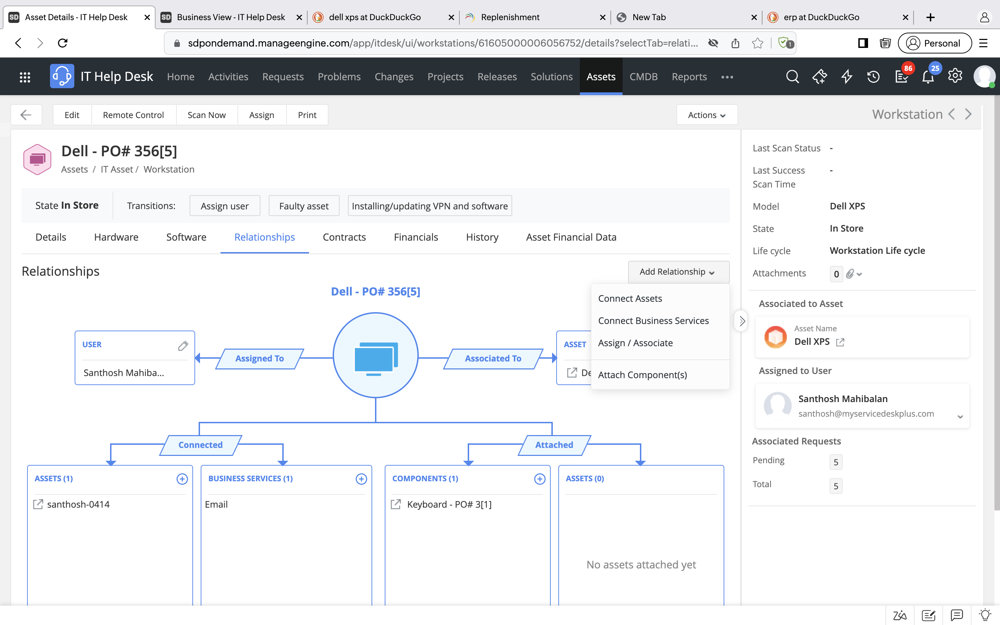 SD Asset Details - IT Help Desk
SD Business View - IT Help Desk
dell xps at DuckDuckGo
Replenishment
New Tab
erp at DuckDuckGo
sdpondemand.manageengine.com/app/itdesk/ui/workstations/61605000006056752/details?selectTab=relati...
1
Personal
IT Help Desk
Home
Activities
Requests
Problems
Changes
Projects
Releases
Solutions
Assets
CMDB
Reports
86
25
Edit
Remote Control
Scan Now
Assign
Print
Actions
Workstation
Dell - PO# 356[5]
Assets / IT Asset / Workstation
State In Store
Transitions:
Assign user
Faulty asset
Installing/updating VPN and software
Details
Hardware
Software
Relationships
Contracts
Financials
History
Asset Financial Data
Relationships
Add Relationship
Connect Assets
Connect Business Services
Assign / Associate
Attach Component(s)
Dell - PO# 356[5]
USER
Santhosh Mahiba...
Assigned To
Associated To
ASSET
De
Connected
Attached
ASSETS (1)
santhosh-0414
BUSINESS SERVICES (1)
Email
COMPONENTS (1)
Keyboard - PO# 3[1]
ASSETS (0)
No assets attached yet
Last Scan Status -
Last Success -
Scan Time
Model Dell XPS
State In Store
Life cycle Workstation Life cycle
Attachments 0
Associated to Asset
Asset Name
Dell XPS
Assigned to User
Santhosh Mahibalan
santhosh@myservicedeskplus.com
Associated Requests
Pending 5
Total 5
Zia